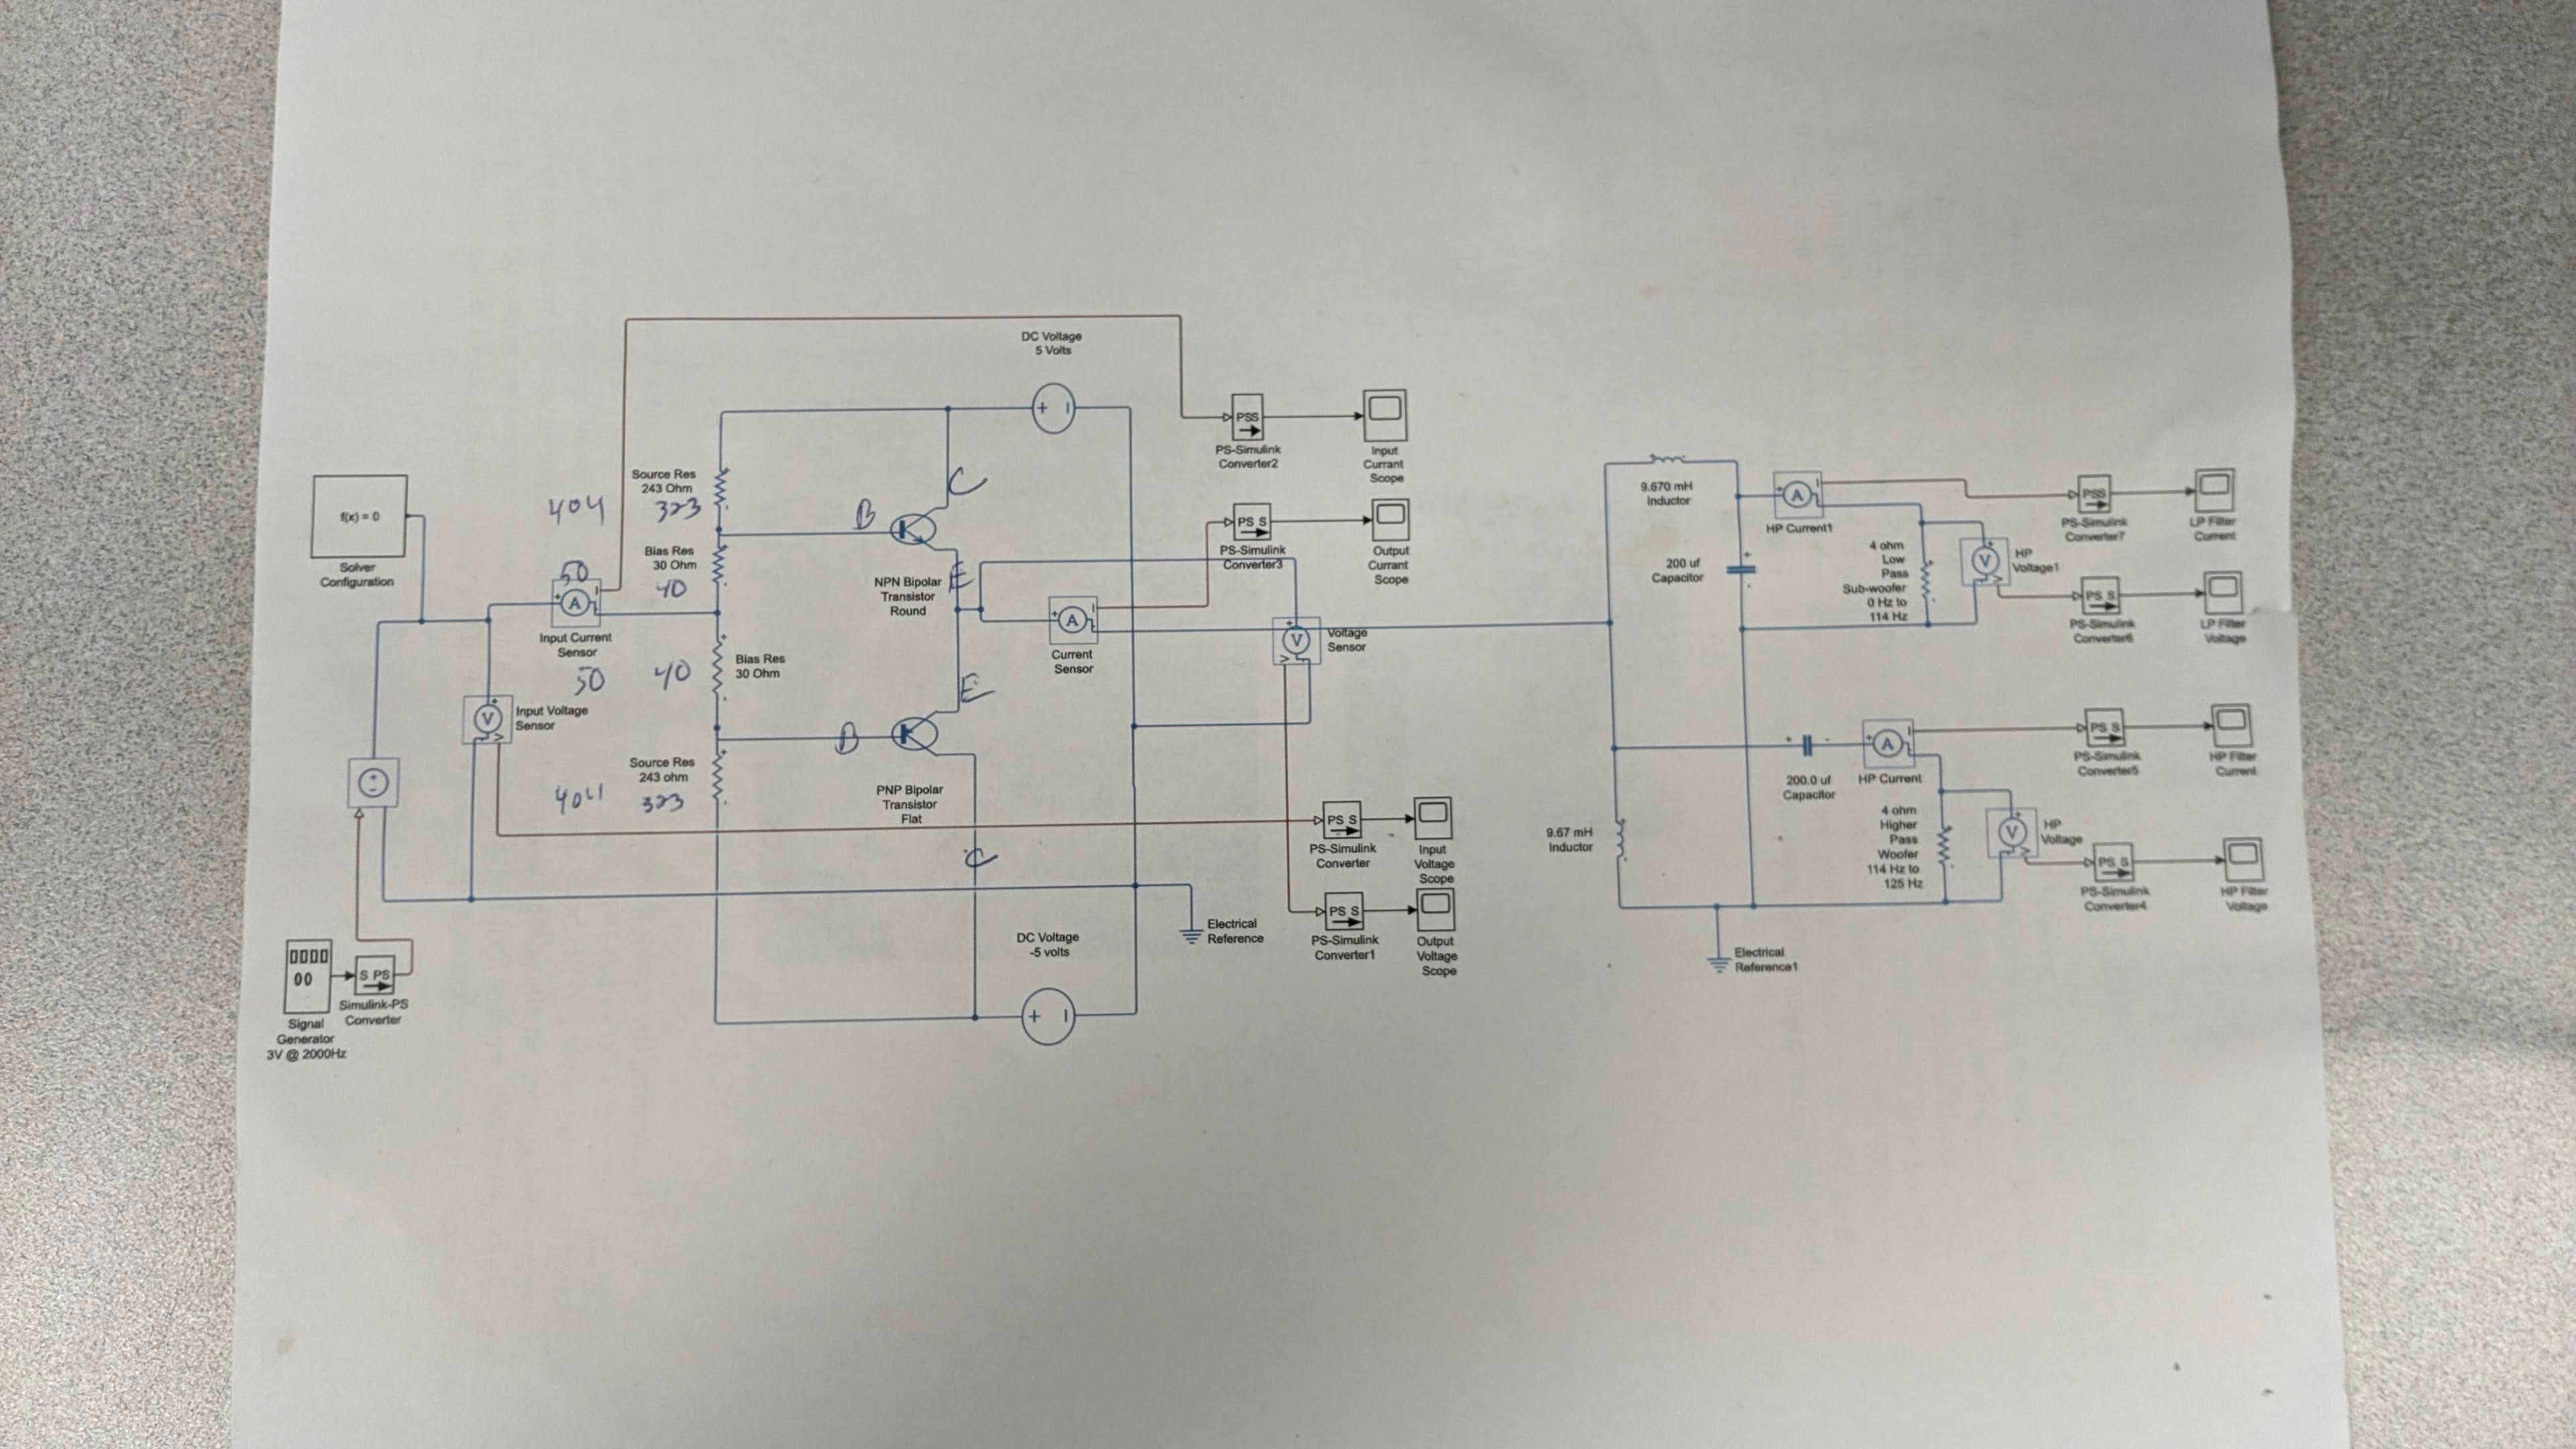 DC Voltage
5 Volts
PSS
PS-Simulink
Converter2
Input
Currant
Scope
Source Res
243 Ohm
404
323
C
B
f(x) = 0
Solver
Configuration
Bias Res
30 Ohm
50
40
A
Input Current
Sensor
NPN Bipolar
Transistor
Round
E
PS S
PS-Simulink
Converter3
Output
Currant
Scope
A
Current
Sensor
V
Voltage
Sensor
50
40
Bias Res
30 Ohm
E
V
Input Voltage
Sensor
B
Source Res
243 ohm
404
323
PNP Bipolar
Transistor
Flat
C
PS S
PS-Simulink
Converter
Input
Voltage
Scope
PS S
PS-Simulink
Converter1
Output
Voltage
Scope
Electrical
Reference
DC Voltage
-5 volts
S PS
Simulink-PS
Converter
Signal
Generator
3V @ 2000Hz
9.670 mH
Inductor
A
HP Current1
PSS
PS-Simulink
Converter7
LP Filter
Current
200 uf
Capacitor
4 ohm
Low
Pass
Sub-woofer
0 Hz to
114 Hz
V
HP
Voltage1
PS S
PS-Simulink
Converter6
LP Filter
Voltage
200.0 uf
Capacitor
A
HP Current
PS S
PS-Simulink
Converter5
HP Filter
Current
9.67 mH
Inductor
4 ohm
Higher
Pass
Woofer
114 Hz to
125 Hz
V
HP
Voltage
PS S
PS-Simulink
Converter4
HP Filter
Voltage
Electrical
Reference1